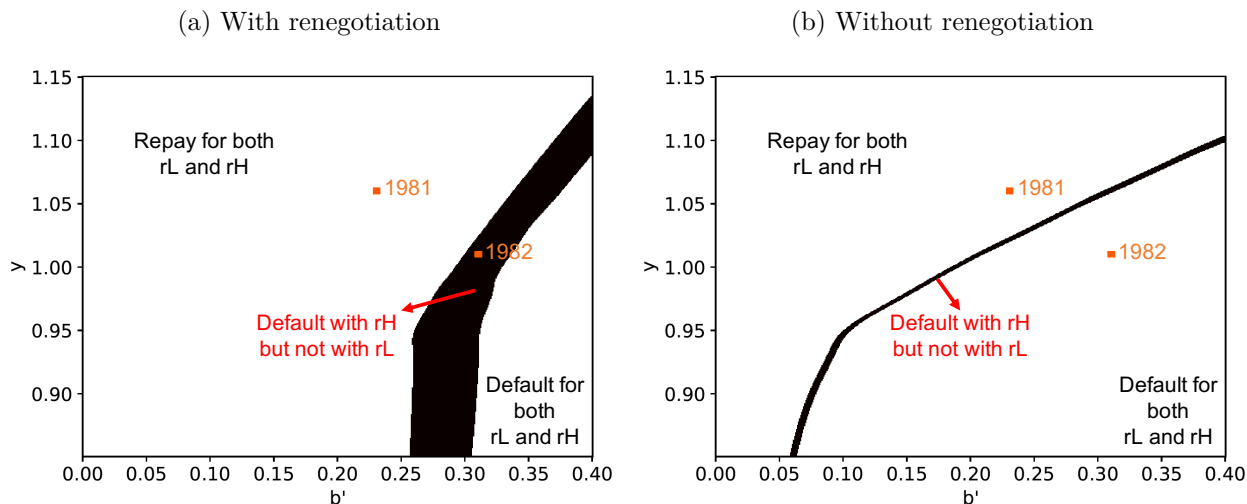 (a) With renegotiation
1.15
1.10
1.05
1.00
0.95
0.90
y
Repay for both
rL and rH
1981
1982
Default with rH
but not with rL
Default for
both
rL and rH
0.00 0.05 0.10 0.15 0.20 0.25 0.30 0.35 0.40
b'
(b) Without renegotiation
1.15
1.10
1.05
1.00
0.95
0.90
y
Repay for both
rL and rH
1981
1982
Default with rH
but not with rL
Default for
both
rL and rH
0.00 0.05 0.10 0.15 0.20 0.25 0.30 0.35 0.40
b'